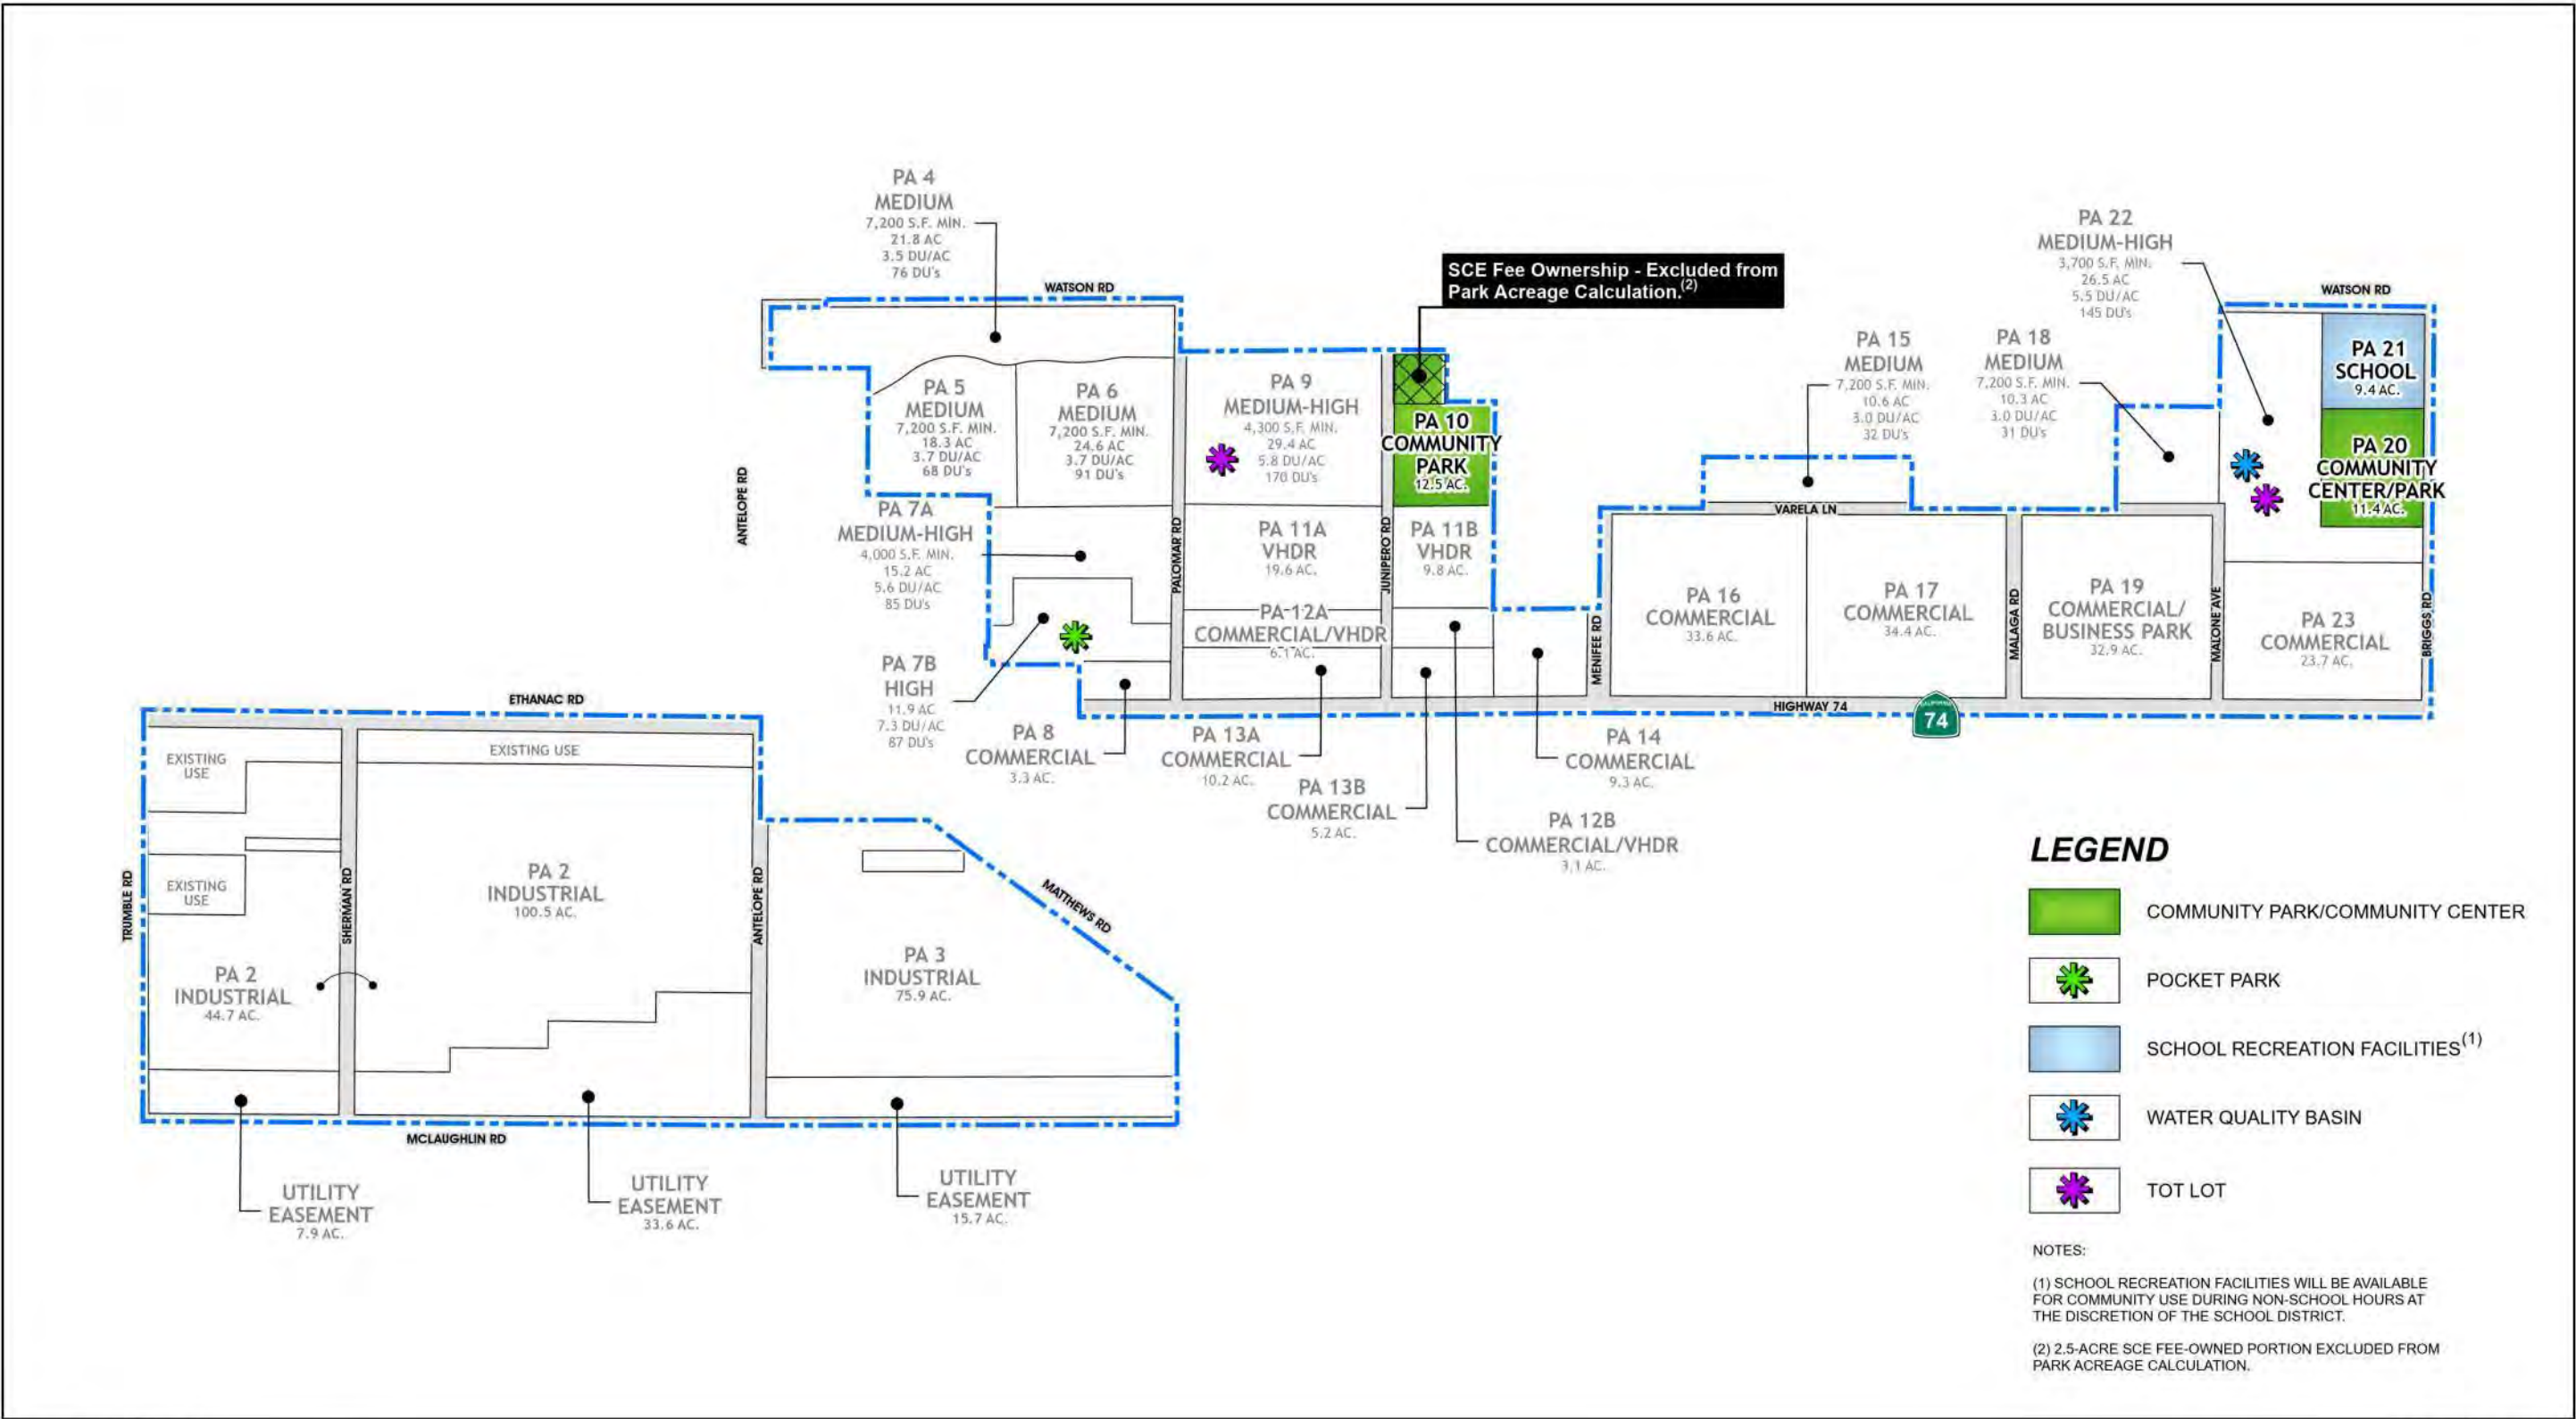 PA 4
MEDIUM
7,200 S.F. MIN.
21.8 AC
3.5 DU/AC
76 DU's
WATSON RD
SCE Fee Ownership - Excluded from
Park Acreage Calculation.(2)
PA 22
MEDIUM-HIGH
3,700 S.F. MIN.
26.5 AC
5.5 DU/AC
145 DU's
WATSON RD
PA 15
MEDIUM
7,200 S.F. MIN.
10.6 AC
3.0 DU/AC
32 DU's
PA 18
MEDIUM
7,200 S.F. MIN.
10.3 AC
3.0 DU/AC
31 DU's
PA 21
SCHOOL
9.4 AC.
PA 5
MEDIUM
7,200 S.F. MIN.
18.3 AC
3.7 DU/AC
68 DU's
PA 6
MEDIUM
7,200 S.F. MIN.
24.6 AC
3.7 DU/AC
91 DU's
PA 9
MEDIUM-HIGH
4,300 S.F. MIN.
29.4 AC
5.8 DU/AC
170 DU's
PA 10
COMMUNITY
PARK
12.5 AC.
PA 20
COMMUNITY
CENTER/PARK
11.4 AC.
ANTELOPE RD
PA 7A
MEDIUM-HIGH
4,000 S.F. MIN.
15.2 AC
5.6 DU/AC
85 DU's
PALOMAR RD
PA 11A
VHDR
19.6 AC.
JUNIPERO RD
PA 11B
VHDR
9.8 AC.
VARELA LN
PA 12A
COMMERCIAL/VHDR
6.1 AC.
MENIFEE RD
PA 16
COMMERCIAL
33.6 AC.
PA 17
COMMERCIAL
34.4 AC.
MALAGA RD
PA 19
COMMERCIAL/
BUSINESS PARK
32.9 AC.
MALONE AVE
PA 23
COMMERCIAL
23.7 AC.
BRIGGS RD
PA 7B
HIGH
11.9 AC
7.3 DU/AC
87 DU's
HIGHWAY 74
CALIFORNIA
74
PA 8
COMMERCIAL
3.3 AC.
PA 13A
COMMERCIAL
10.2 AC.
PA 13B
COMMERCIAL
5.2 AC.
PA 14
COMMERCIAL
9.3 AC.
PA 12B
COMMERCIAL/VHDR
3.1 AC.
ETHANAC RD
EXISTING
USE
EXISTING USE
EXISTING
USE
TRUMBLE RD
SHERMAN RD
PA 2
INDUSTRIAL
100.5 AC.
ANTELOPE RD
MATTHEWS RD
PA 2
INDUSTRIAL
44.7 AC.
PA 3
INDUSTRIAL
75.9 AC.
MCLAUGHLIN RD
UTILITY
EASEMENT
7.9 AC.
UTILITY
EASEMENT
33.6 AC.
UTILITY
EASEMENT
15.7 AC.
LEGEND
COMMUNITY PARK/COMMUNITY CENTER
POCKET PARK
SCHOOL RECREATION FACILITIES(1)
WATER QUALITY BASIN
TOT LOT
NOTES:
(1) SCHOOL RECREATION FACILITIES WILL BE AVAILABLE
FOR COMMUNITY USE DURING NON-SCHOOL HOURS AT
THE DISCRETION OF THE SCHOOL DISTRICT.
(2) 2.5-ACRE SCE FEE-OWNED PORTION EXCLUDED FROM
PARK ACREAGE CALCULATION.